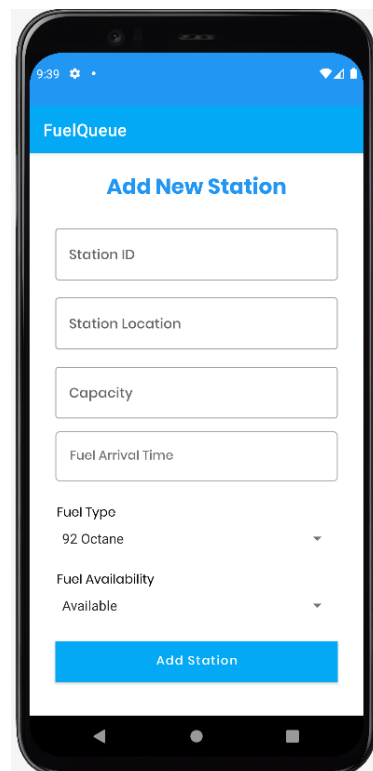 9:39
FuelQueue
Add New Station
Station ID
Station Location
Capacity
Fuel Arrival Time
Fuel Type
92 Octane
Fuel Availability
Available
Add Station